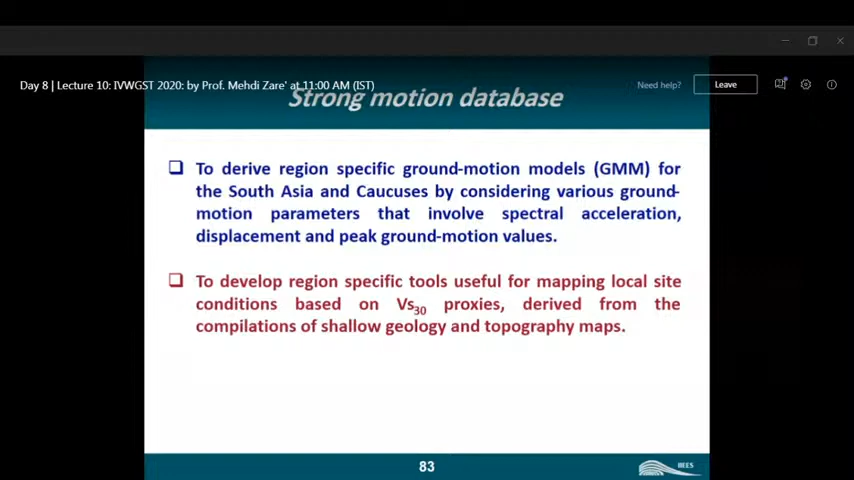 Day 8 | Lecture 10: IVWGST 2020: by Prof. Mehdi Zare' at 11:00 AM (IST)
Need help?
Leave
Strong motion database
To derive region specific ground-motion models (GMM) for
the South Asia and Caucuses by considering various ground-
motion parameters that involve spectral acceleration,
displacement and peak ground-motion values.
To develop region specific tools useful for mapping local site
conditions based on Vs30 proxies, derived from the
compilations of shallow geology and topography maps.
83
IIEES